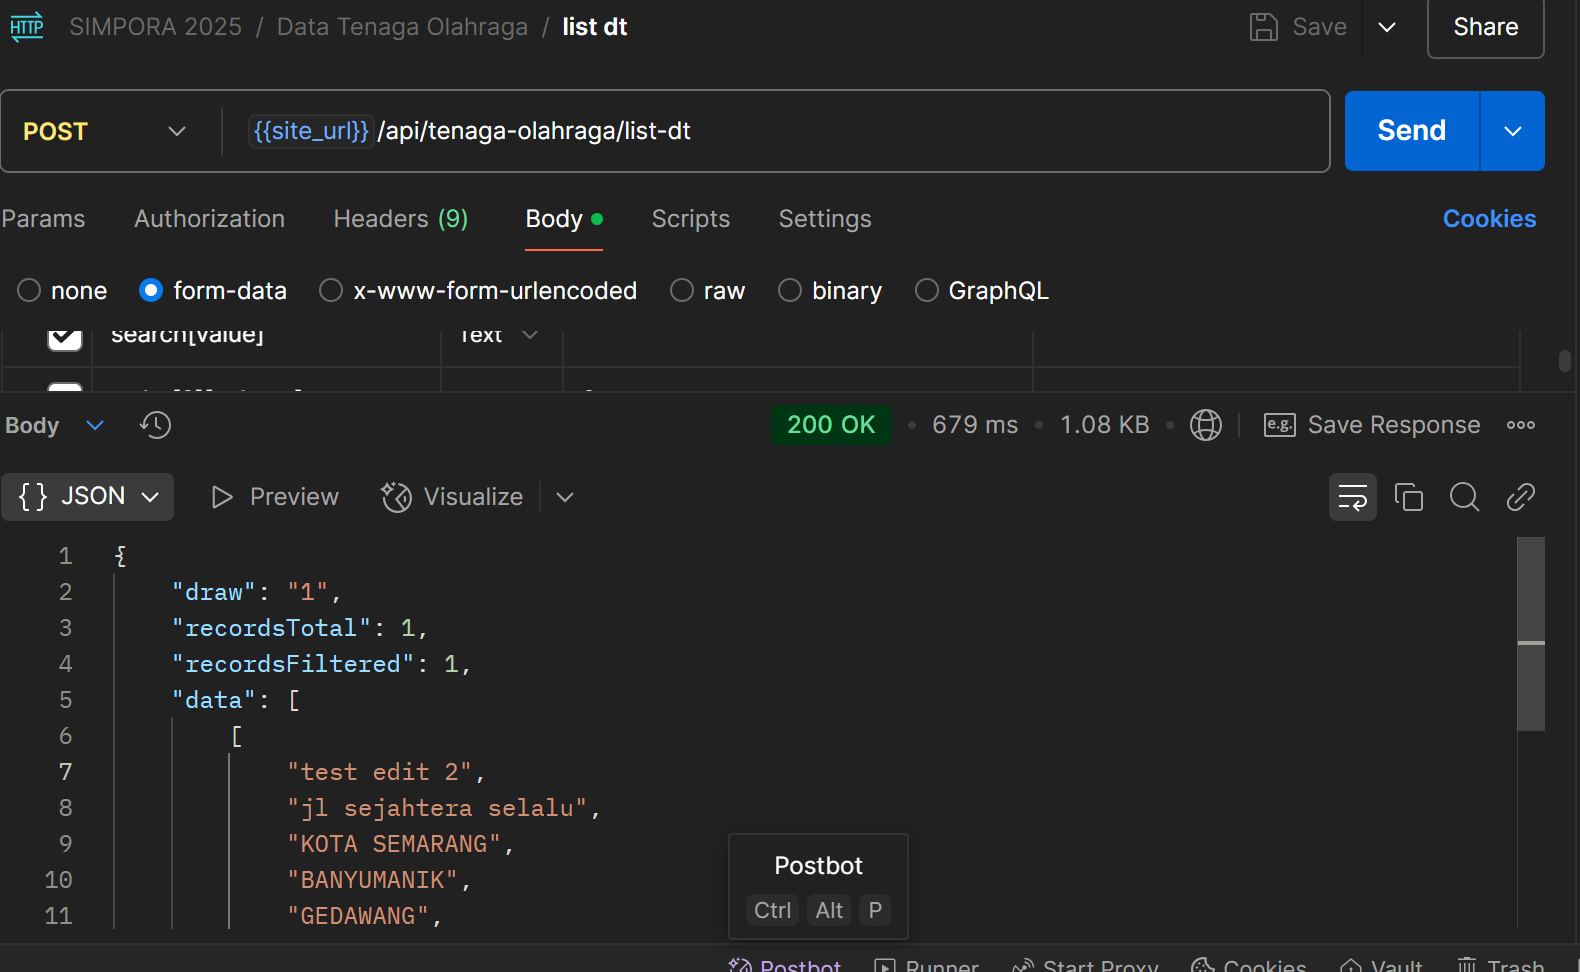 HTTP SIMPORA 2025 / Data Tenaga Olahraga / list dt Save Share
POST {{site_url}} /api/tenaga-olahraga/list-dt Send
Params Authorization Headers (9) Body Scripts Settings Cookies
none form-data x-www-form-urlencoded raw binary GraphQL
search[value] Text
Body 200 OK • 679 ms • 1.08 KB • e.g. Save Response
{} JSON Preview Visualize
1 {
2 "draw": "1",
3 "recordsTotal": 1,
4 "recordsFiltered": 1,
5 "data": [
6 [
7 "test edit 2",
8 "jl sejahtera selalu",
9 "KOTA SEMARANG",
10 "BANYUMANIK",
11 "GEDAWANG",
Postbot
Ctrl Alt P
Postbot Runner Start Proxy Cookies Vault Trash